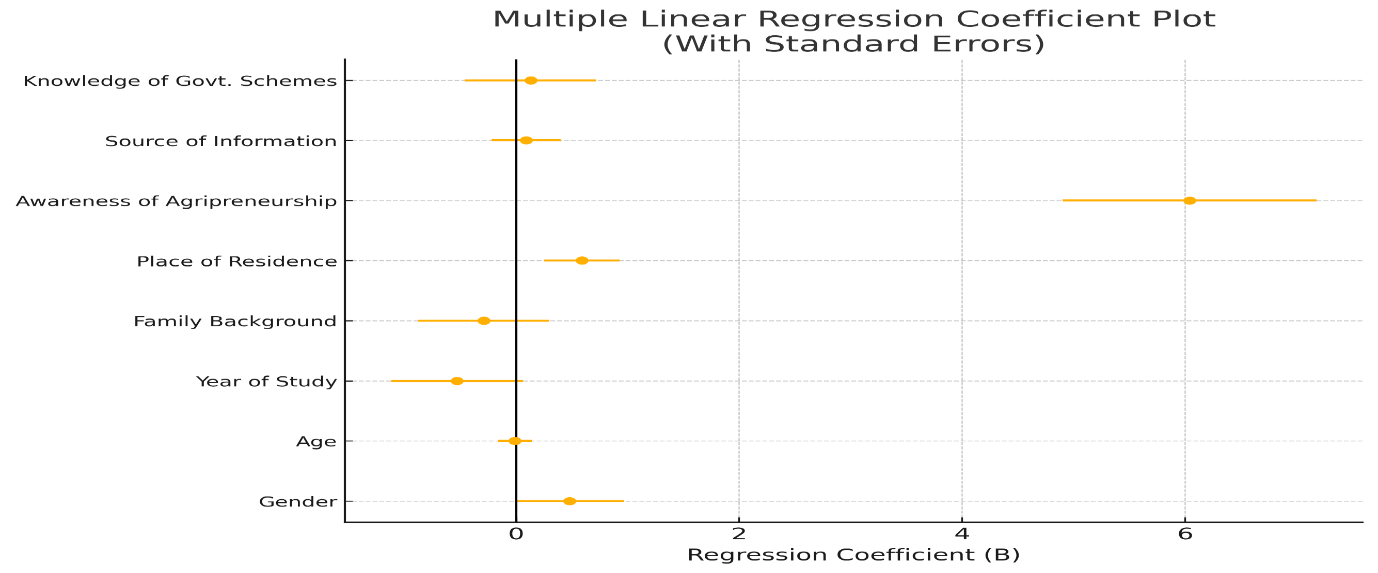 Multiple Linear Regression Coefficient Plot
(With Standard Errors)
Knowledge of Govt. Schemes
Source of Information
Awareness of Agripreneurship
Place of Residence
Family Background
Year of Study
Age
Gender
0 2 4 6
Regression Coefficient (B)